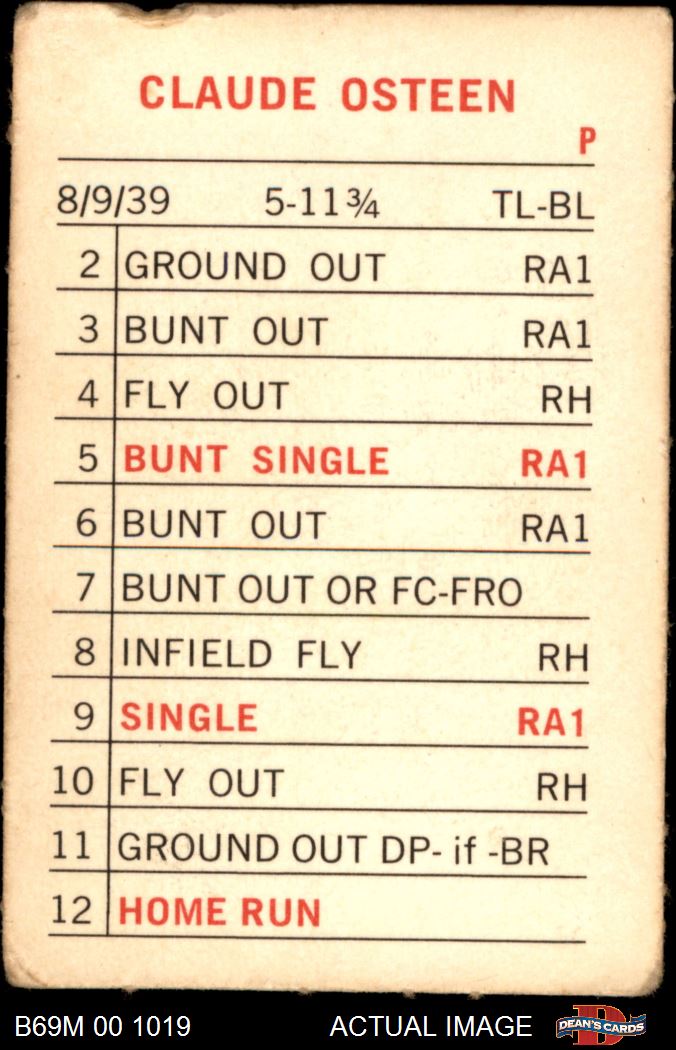 CLAUDE OSTEEN
P
8/9/39 5-11¾ TL-BL
2 GROUND OUT RA1
3 BUNT OUT RA1
4 FLY OUT RH
5 BUNT SINGLE RA1
6 BUNT OUT RA1
7 BUNT OUT OR FC-FRO
8 INFIELD FLY RH
9 SINGLE RA1
10 FLY OUT RH
11 GROUND OUT DP- if -BR
12 HOME RUN
B69M 00 1019 ACTUAL IMAGE D DEAN'S CARDS